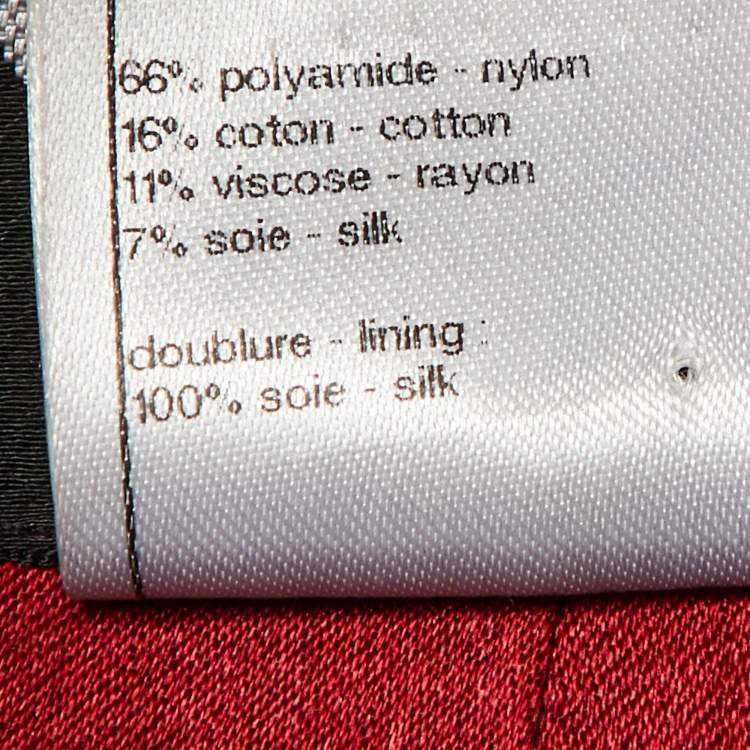 66% polyamide - nylon
16% coton - cotton
11% viscose - rayon
7% soie - silk
doublure - lining :
100% soie - silk